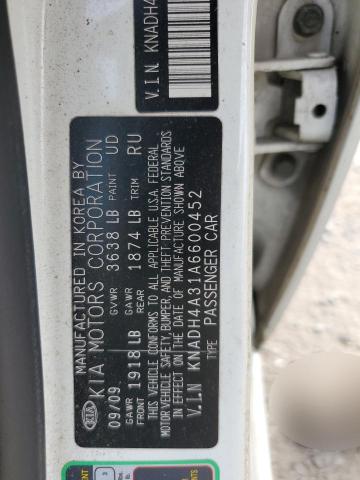 V.I.N KNADH4
MANUFACTURED IN KOREA BY
KIA MOTORS CORPORATION
KIA
09/09 GVWR 3638 LB PAINT UD
GAWR FRONT 1918 LB GAWR REAR 1874 LB TRIM RU
THIS VEHICLE CONFORMS TO ALL APPLICABLE U.S.A. FEDERAL
MOTOR VEHICLE SAFETY, BUMPER, AND THEFT PREVENTION STANDARDS
IN EFFECT ON THE DATE OF MANUFACTURE SHOWN ABOVE
V.I.N KNADH4A31A6600452
TYPE PASSENGER CAR